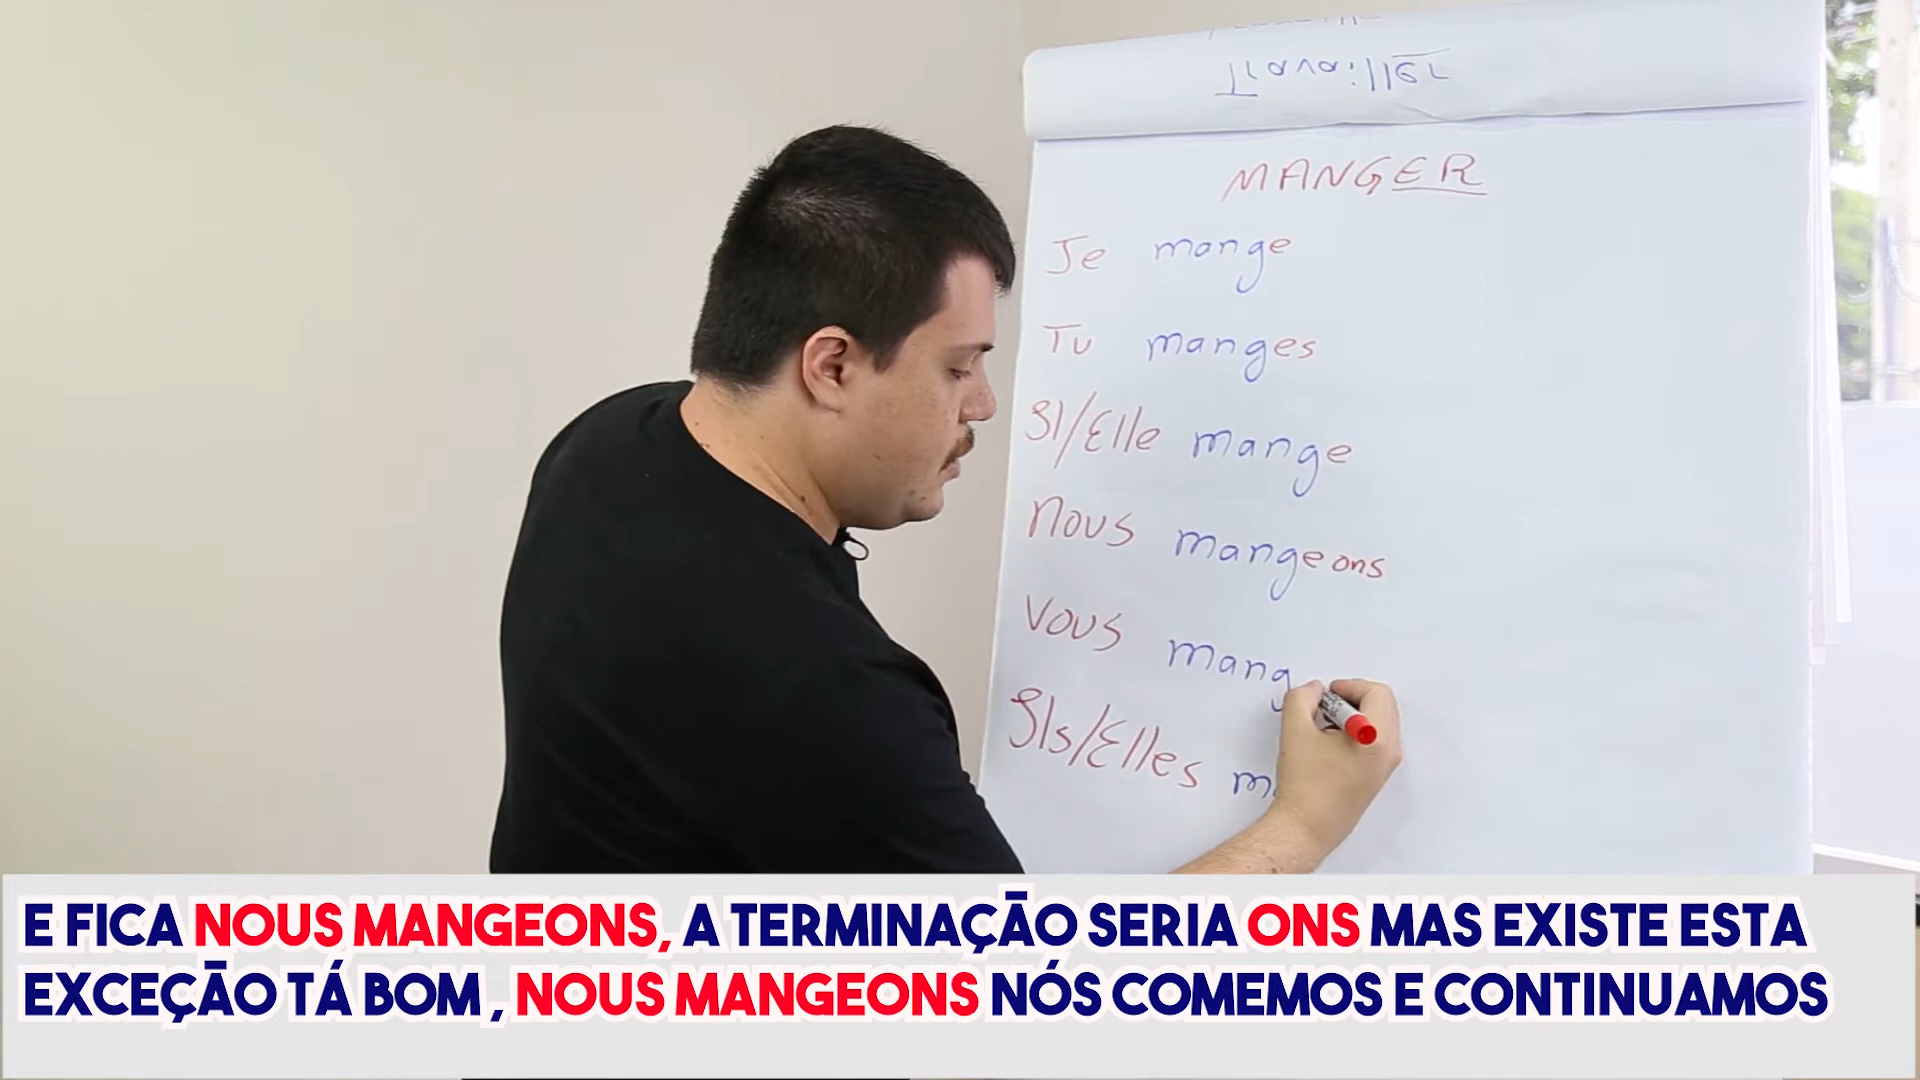 Travailler
MANGER
Je mange
Tu manges
Il/Elle mange
nous mangeons
Vous mang
Ils/Elles m
E FICA NOUS MANGEONS, A TERMINAÇÃO SERIA ONS MAS EXISTE ESTA
EXCEÇÃO TÁ BOM , NOUS MANGEONS NÓS COMEMOS E CONTINUAMOS